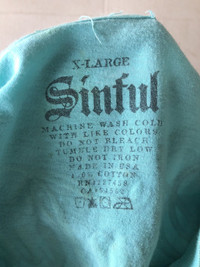 X-LARGE
Sinful
MACHINE WASH COLD
WITH LIKE COLORS
DO NOT BLEACH
TUMBLE DRY LOW
DO NOT IRON
MADE IN USA
COTTON